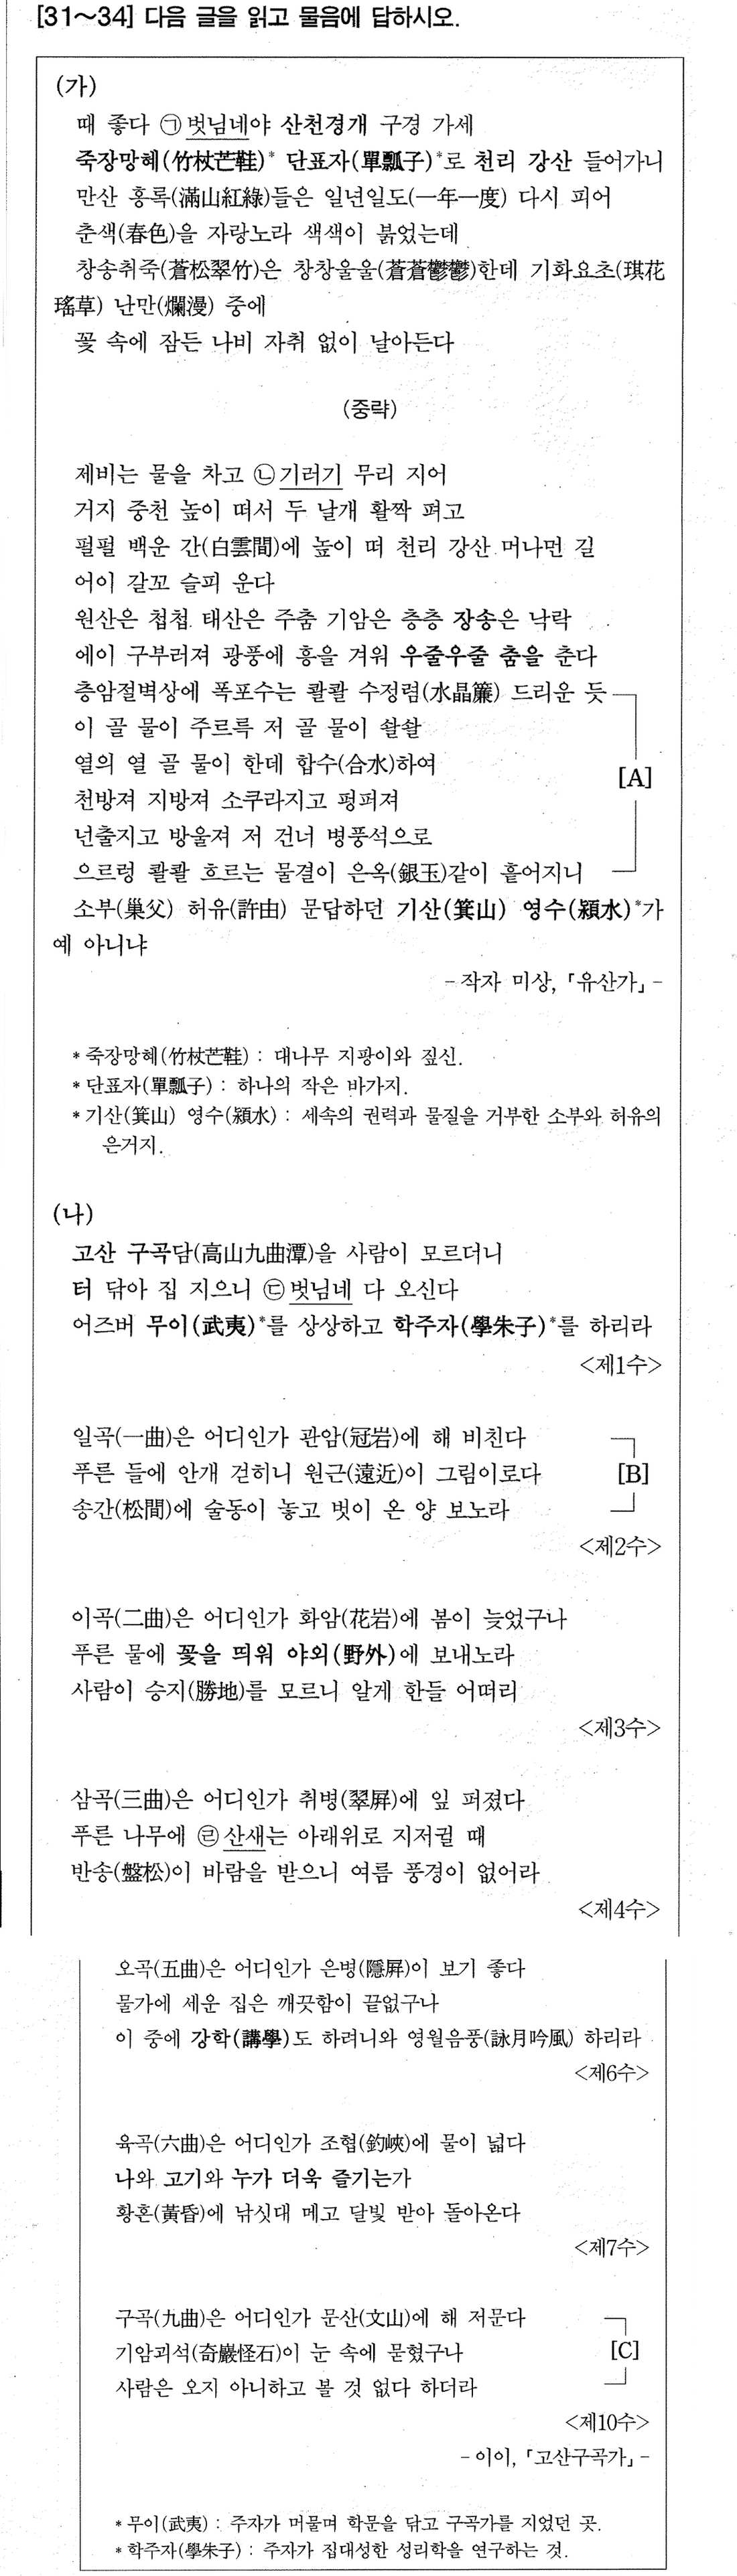 [31~34] 다음 글을 읽고 물음에 답하시오.
(가)
때 좋다 ㉠벗님네야 산천경개 구경 가세
죽장망혜(竹杖芒鞋)* 단표자(單瓢子)*로 천리 강산 들어가니
만산 홍록(滿山紅綠)들은 일년일도(一年一度) 다시 피어
춘색(春色)을 자랑노라 색색이 붉었는데
창송취죽(蒼松翠竹)은 창창울울(蒼蒼鬱鬱)한데 기화요초(琪花
瑤草) 난만(爛漫) 중에
꽃 속에 잠든 나비 자취 없이 날아든다
(중략)
제비는 물을 차고 ㉡기러기 무리 지어
거지 중천 높이 떠서 두 날개 활짝 펴고
펄펄 백운 간(白雲間)에 높이 떠 천리 강산 머나먼 길
어이 갈꼬 슬피 운다
원산은 첩첩 태산은 주춤 기암은 층층 장송은 낙락
에이 구부러져 광풍에 흥을 겨워 우줄우줄 춤을 춘다
층암절벽상에 폭포수는 콸콸 수정렴(水晶簾) 드리운 듯
이 골 물이 주르륵 저 골 물이 솰솰
열의 열 골 물이 한데 합수(合水)하여
천방져 지방져 소쿠라지고 펑퍼져
넌출지고 방울져 저 건너 병풍석으로
으르렁 콸콸 흐르는 물결이 은옥(銀玉)같이 흩어지니
[A]
소부(巢父) 허유(許由) 문답하던 기산(箕山) 영수(潁水)*가
예 아니냐
- 작자 미상, 「유산가」 -
* 죽장망혜(竹杖芒鞋) : 대나무 지팡이와 짚신.
* 단표자(單瓢子) : 하나의 작은 바가지.
* 기산(箕山) 영수(潁水) : 세속의 권력과 물질을 거부한 소부와 허유의
은거지.
(나)
고산 구곡담(高山九曲潭)을 사람이 모르더니
터 닦아 집 지으니 ㉢벗님네 다 오신다
어즈버 무이(武夷)*를 상상하고 학주자(學朱子)*를 하리라
<제1수>
일곡(一曲)은 어디인가 관암(冠岩)에 해 비친다
푸른 들에 안개 걷히니 원근(遠近)이 그림이로다
송간(松間)에 술동이 놓고 벗이 온 양 보노라
[B]
<제2수>
이곡(二曲)은 어디인가 화암(花岩)에 봄이 늦었구나
푸른 물에 꽃을 띄워 야외(野外)에 보내노라
사람이 승지(勝地)를 모르니 알게 한들 어떠리
<제3수>
삼곡(三曲)은 어디인가 취병(翠屛)에 잎 퍼졌다
푸른 나무에 ㉣산새는 아래위로 지저귈 때
반송(盤松)이 바람을 받으니 여름 풍경이 없어라
<제4수>
오곡(五曲)은 어디인가 은병(隱屛)이 보기 좋다
물가에 세운 집은 깨끗함이 끝없구나
이 중에 강학(講學)도 하려니와 영월음풍(詠月吟風) 하리라
<제6수>
육곡(六曲)은 어디인가 조협(釣峽)에 물이 넓다
나와 고기와 누가 더욱 즐기는가
황혼(黃昏)에 낚싯대 메고 달빛 받아 돌아온다
<제7수>
구곡(九曲)은 어디인가 문산(文山)에 해 저문다
기암괴석(奇巖怪石)이 눈 속에 묻혔구나
사람은 오지 아니하고 볼 것 없다 하더라
[C]
<제10수>
- 이이, 「고산구곡가」 -
* 무이(武夷) : 주자가 머물며 학문을 닦고 구곡가를 지었던 곳.
* 학주자(學朱子) : 주자가 집대성한 성리학을 연구하는 것.